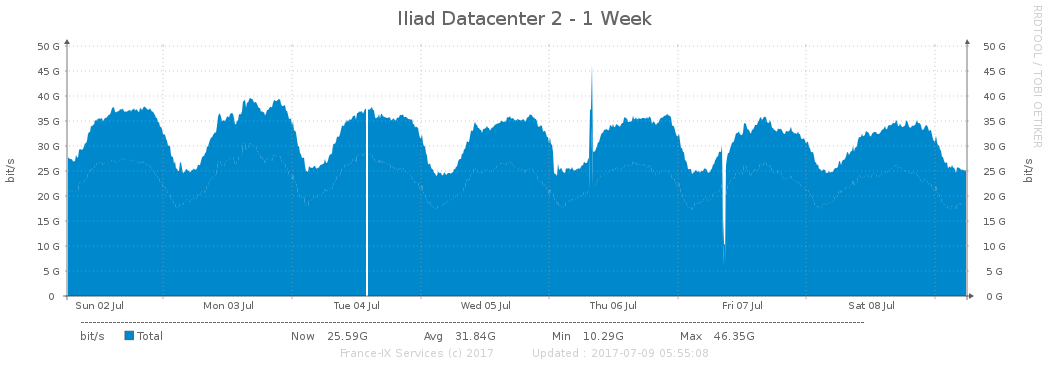 Iliad Datacenter 2 - 1 Week
RRDTOOL / TOBI OETIKER
bit/s
50 G 50 G
45 G 45 G
40 G 40 G
35 G 35 G
30 G 30 G
25 G 25 G
20 G 20 G
15 G 15 G
10 G 10 G
5 G 5 G
0 0 G
bit/s
Sun 02 Jul Mon 03 Jul Tue 04 Jul Wed 05 Jul Thu 06 Jul Fri 07 Jul Sat 08 Jul
bit/s Total Now 25.59G Avg 31.84G Min 10.29G Max 46.35G
France-IX Services (c) 2017 Updated : 2017-07-09 05:55:08